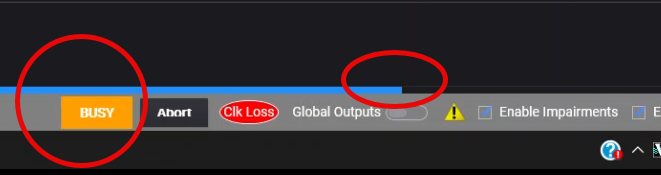 BUSY Abort Clk Loss Global Outputs Enable Impairments E